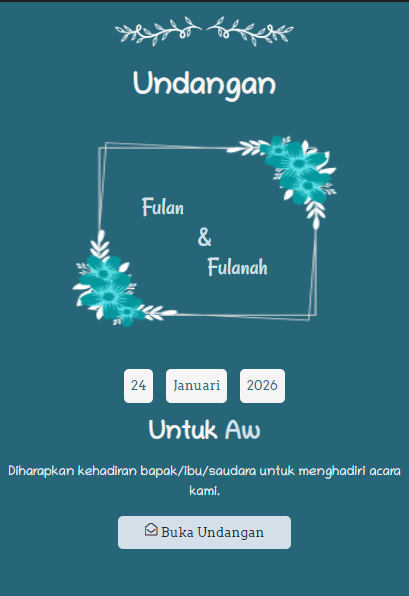 Undangan
Fulan
&
Fulanah
24 Januari 2026
Untuk Aw
Diharapkan kehadiran bapak/ibu/saudara untuk menghadiri acara
kami.
Buka Undangan